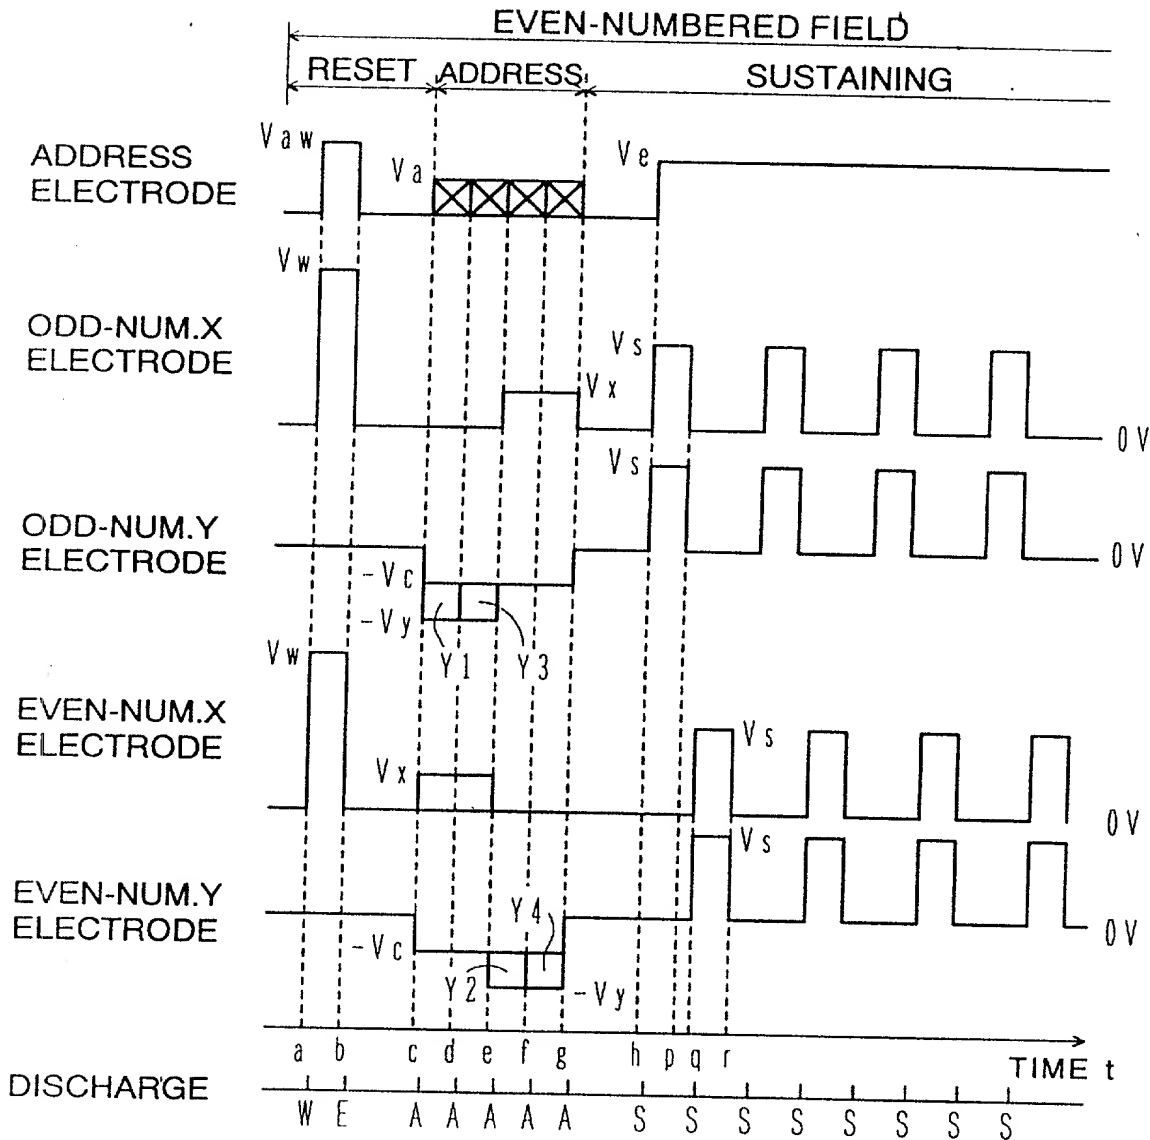 EVEN-NUMBERED FIELD
RESET ADDRESS SUSTAINING
Vaw
ADDRESS
ELECTRODE
Va
Ve
Vw
ODD-NUM.X
ELECTRODE
Vs
Vx
0V
Vs
ODD-NUM.Y
ELECTRODE
-Vc
0V
-Vy
Y1 Y3
Vw
EVEN-NUM.X
ELECTRODE
Vs
Vx
0V
Vs
EVEN-NUM.Y
ELECTRODE
Y4
-Vc
0V
Y2
-Vy
a b c d e f g h p q r
TIME t
DISCHARGE
W E A A A A A S S S S S S S S